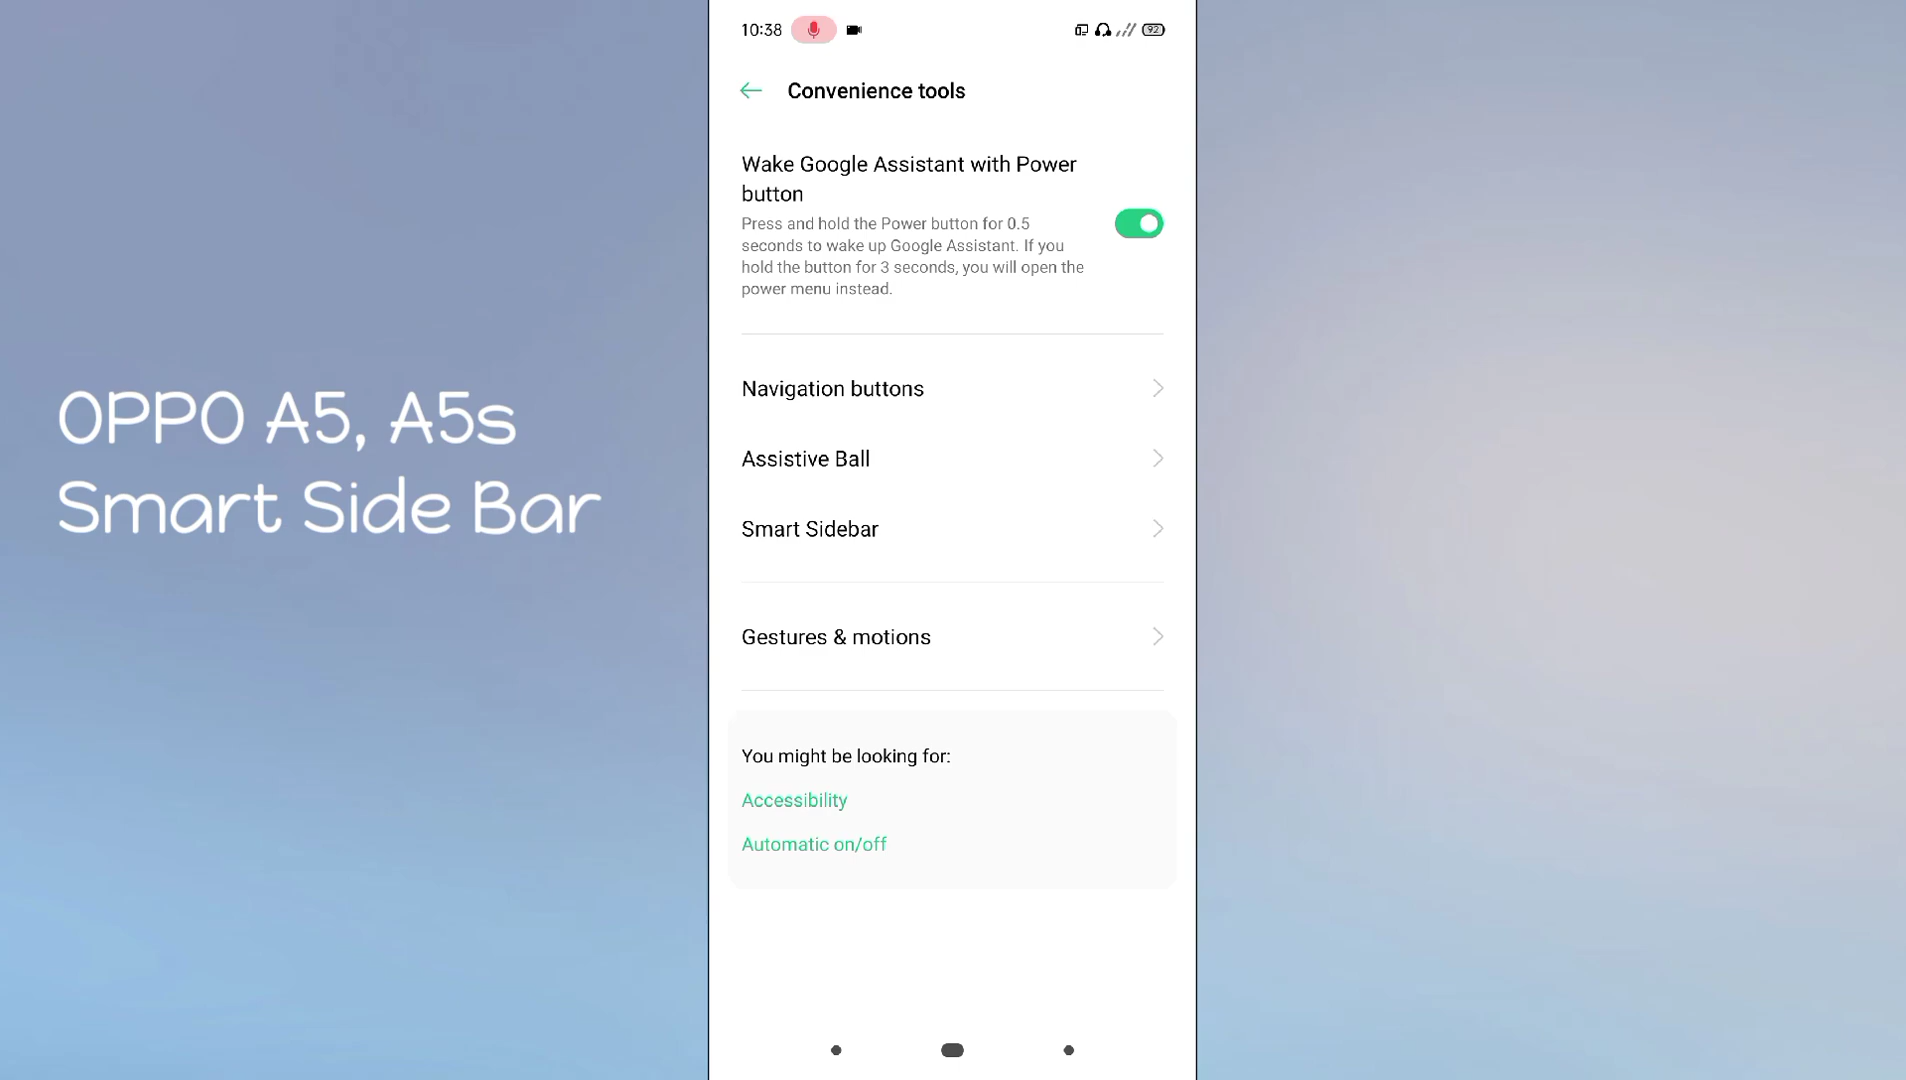 10:38
92
Convenience tools
Wake Google Assistant with Power
button
Press and hold the Power button for 0.5
seconds to wake up Google Assistant. If you
hold the button for 3 seconds, you will open the
power menu instead.
Navigation buttons
OPPO A5, A5s
Smart Side Bar
Assistive Ball
Smart Sidebar
Gestures & motions
You might be looking for:
Accessibility
Automatic on/off